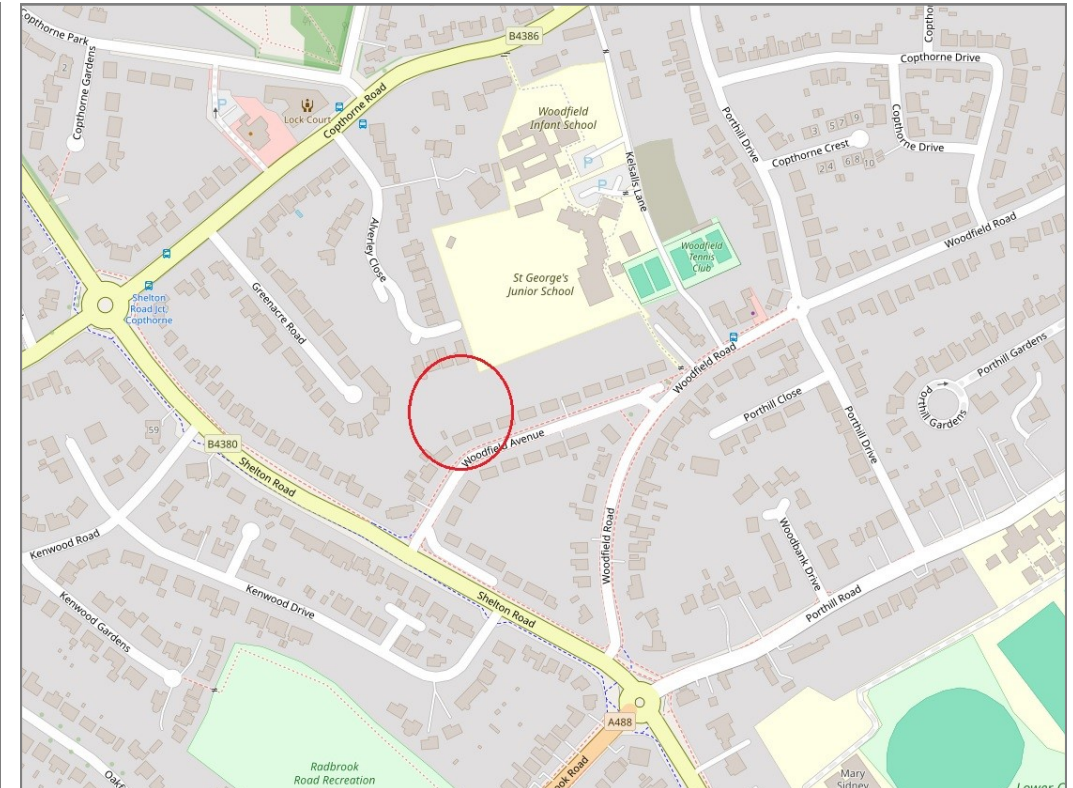 Copthorne Park
B4386
Copthorne Drive
2
Copthorne Gardens
P
Lock Court
Copthorne Road
Woodfield
Infant School
P
P
Kelsalls Lane
Porthill Drive
3 5 7 9
Copthorne Crest
2 4 6 8 10
Copthorne Drive
Woodfield Road
Alverley Close
Woodfield
Tennis
Club
St George's
Junior School
Shelton
Road Jct,
Copthorne
Greenacre Road
Woodfield Road
Porthill Gardens
Porthill Gardens
Porthill Close
Porthill Drive
59
B4380
Woodfield Avenue
Shelton Road
Kenwood Road
Woodfield Road
Woodbank Drive
Kenwood Drive
Kenwood Gardens
Shelton Road
Porthill Road
A488
Radbrook
Road Recreation
Mary
Sidney
Lower